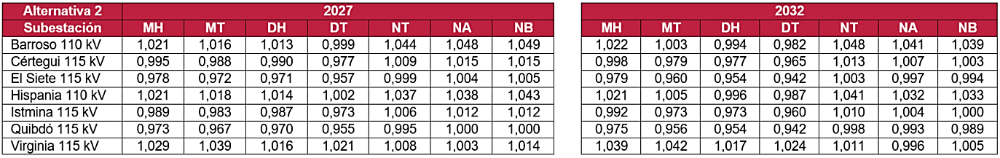 Alternativa 2 2027 2032
Subestación MH MT DH DT NT NA NB MH MT DH DT NT NA NB
Barroso 110 kV 1,021 1,016 1,013 0,999 1,044 1,048 1,049 1,022 1,003 0,994 0,982 1,048 1,041 1,039
Cértegui 115 kV 0,995 0,988 0,990 0,977 1,009 1,015 1,015 0,998 0,979 0,977 0,965 1,013 1,007 1,003
El Siete 115 kV 0,978 0,972 0,971 0,957 0,999 1,004 1,005 0,979 0,960 0,954 0,942 1,003 0,997 0,994
Hispania 110 kV 1,021 1,018 1,014 1,002 1,037 1,038 1,043 1,021 1,005 0,996 0,987 1,041 1,032 1,033
Istmina 115 kV 0,989 0,983 0,987 0,973 1,006 1,012 1,012 0,992 0,973 0,973 0,960 1,010 1,004 1,000
Quibdó 115 kV 0,973 0,967 0,970 0,955 0,995 1,000 1,000 0,975 0,956 0,954 0,942 0,998 0,993 0,989
Virginia 115 kV 1,029 1,039 1,016 1,021 1,008 1,003 1,014 1,039 1,042 1,017 1,024 1,011 0,996 1,005